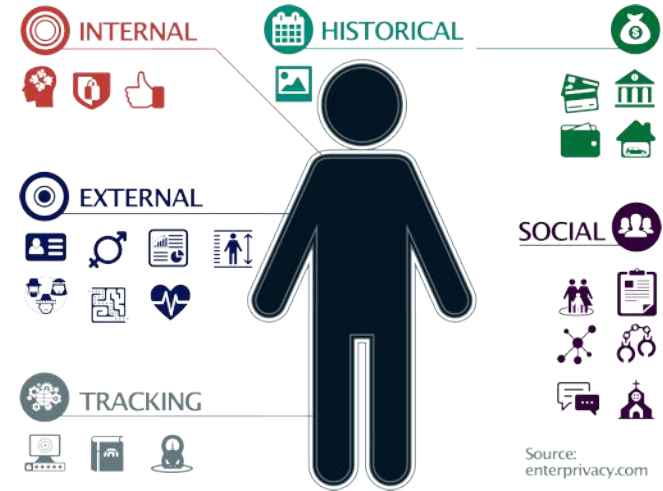 INTERNAL
HISTORICAL
EXTERNAL
SOCIAL
TRACKING
Source:
enterprivacy.com